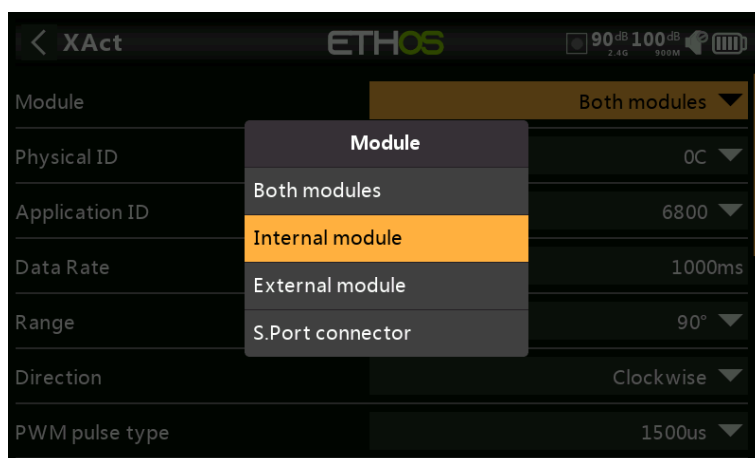 XAct
ETHOS
90dB 2.4G 100dB 900M
Module Both modules
Physical ID 0C
Application ID 6800
Data Rate 1000ms
Range 90°
Direction Clockwise
PWM pulse type 1500us
Module
Both modules
Internal module
External module
S.Port connector